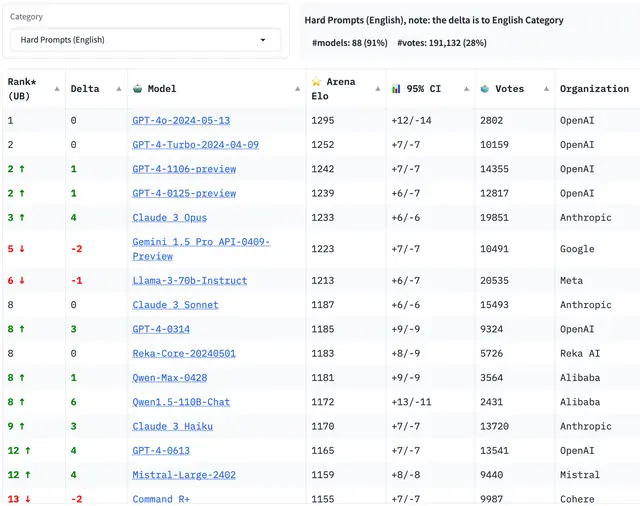 Category
Hard Prompts (English)
Hard Prompts (English), note: the delta is to English Category
#models: 88 (91%) #votes: 191,132 (28%)
Rank* (UB) Delta 🤖 Model ⭐ Arena Elo 📊 95% CI 🗳️ Votes Organization
1 0 GPT-4o-2024-05-13 1295 +12/-14 2802 OpenAI
2 0 GPT-4-Turbo-2024-04-09 1252 +7/-7 10159 OpenAI
2 ↑ 1 GPT-4-1106-preview 1242 +7/-7 14355 OpenAI
2 ↑ 1 GPT-4-0125-preview 1239 +6/-7 12817 OpenAI
3 ↑ 4 Claude 3 Opus 1233 +6/-6 19851 Anthropic
5 ↓ -2 Gemini 1.5 Pro API-0409-Preview 1223 +7/-7 10491 Google
6 ↓ -1 Llama-3-70b-Instruct 1213 +6/-7 20535 Meta
8 0 Claude 3 Sonnet 1187 +6/-6 15493 Anthropic
8 ↑ 3 GPT-4-0314 1185 +9/-9 9324 OpenAI
8 0 Reka-Core-20240501 1183 +8/-9 5726 Reka AI
8 ↑ 1 Qwen-Max-0428 1181 +9/-9 3564 Alibaba
8 ↑ 6 Qwen1.5-110B-Chat 1172 +13/-11 2431 Alibaba
9 ↑ 3 Claude 3 Haiku 1170 +7/-7 13720 Anthropic
12 ↑ 4 GPT-4-0613 1165 +7/-7 13541 OpenAI
12 ↑ 4 Mistral-Large-2402 1159 +8/-8 9440 Mistral
13 ↓ -2 Command R+ 1155 +7/-7 9987 Cohere